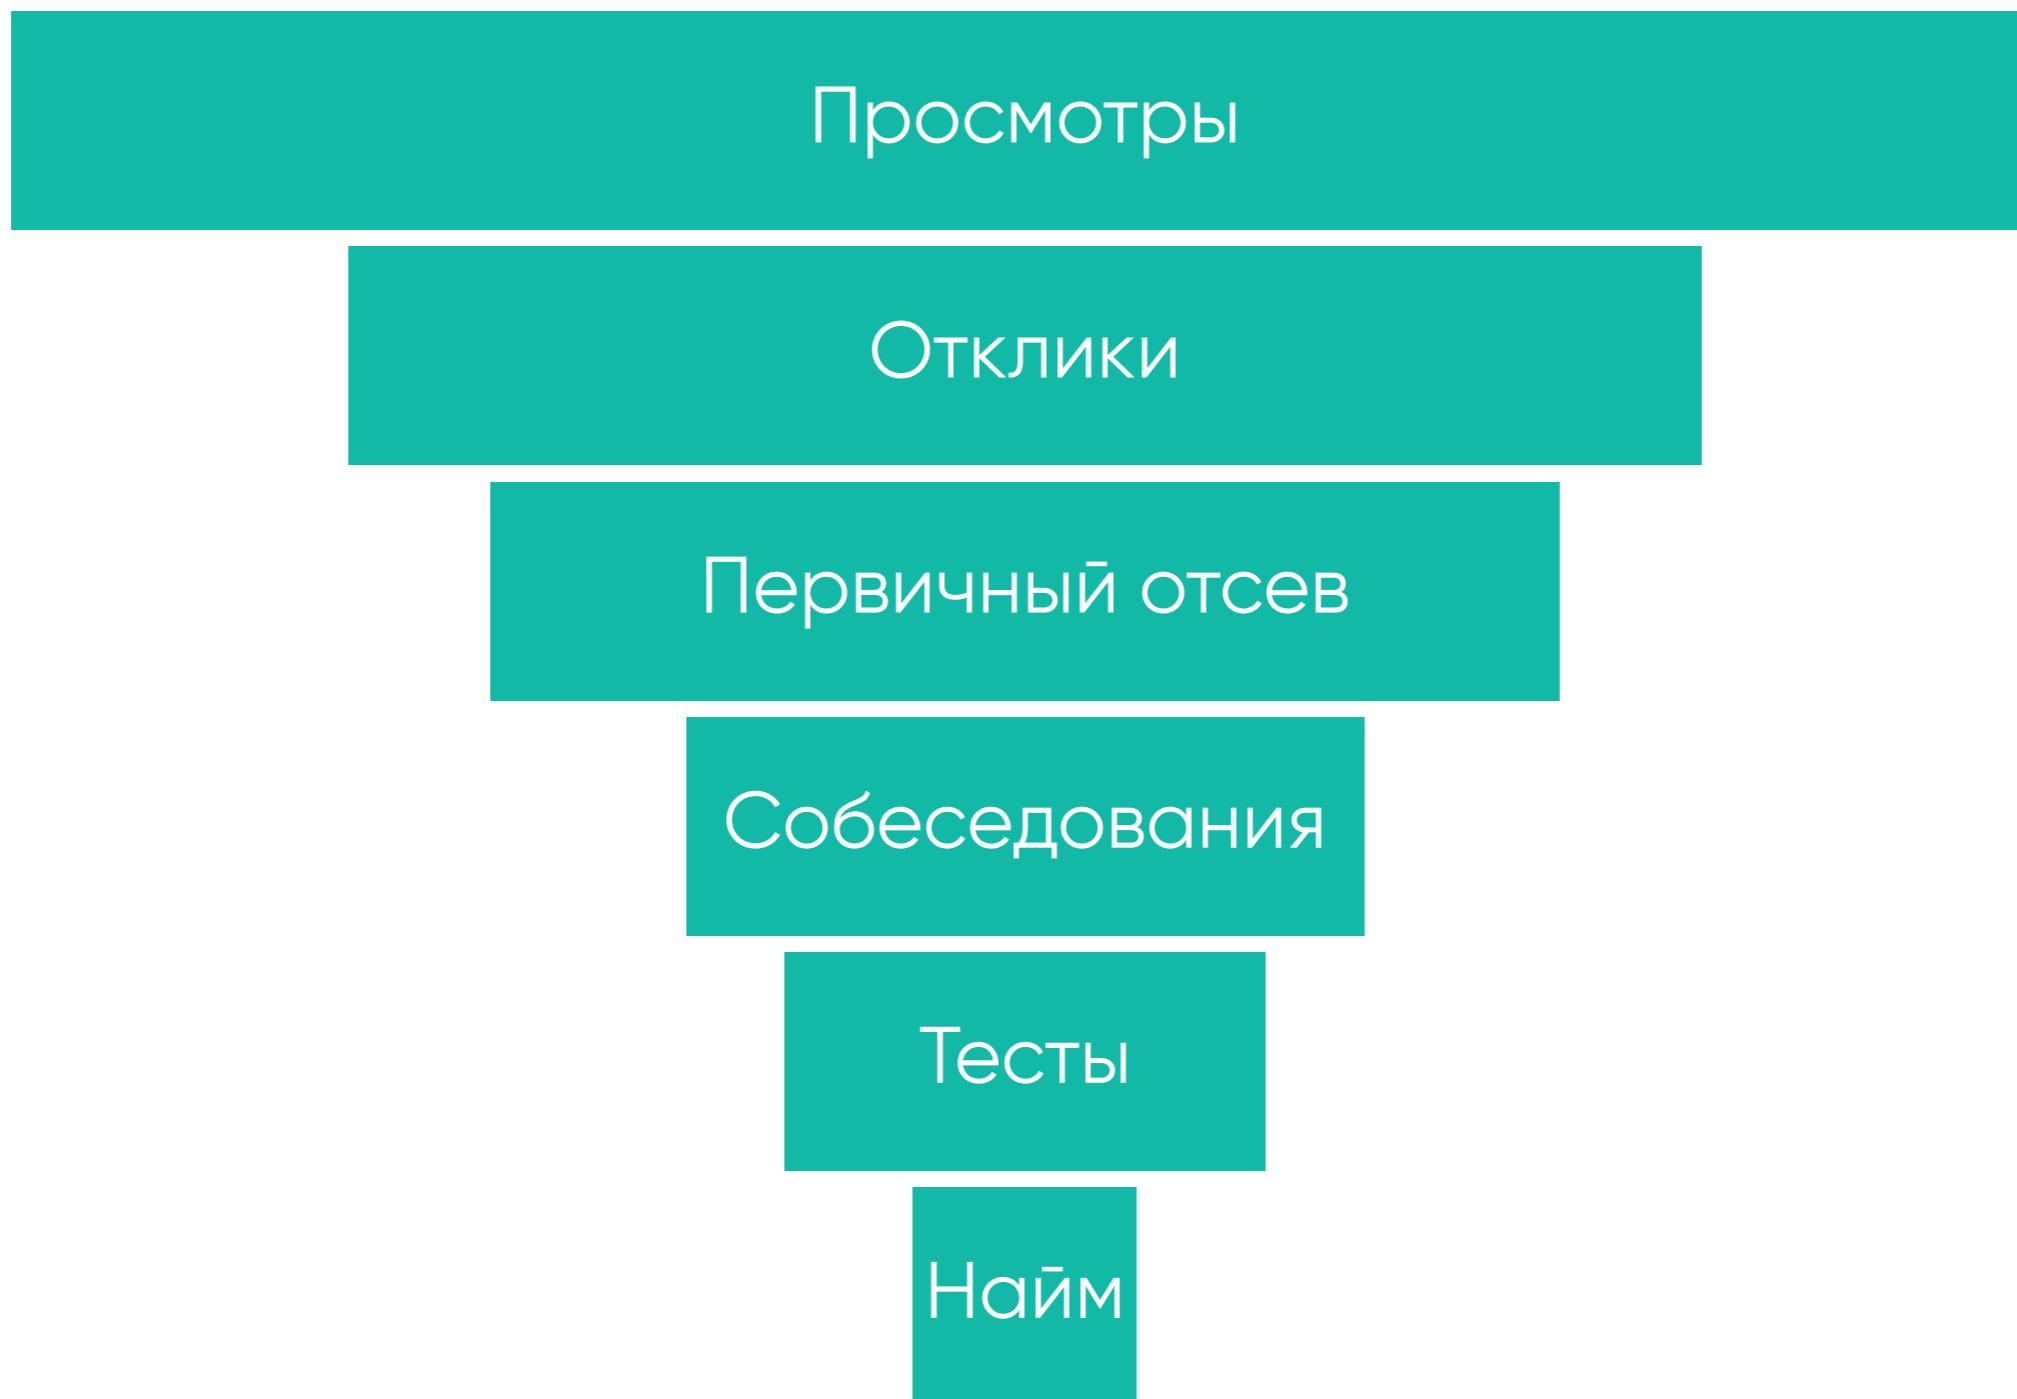 Просмотры
Отклики
Первичный отсев
Собеседования
Тесты
Найм